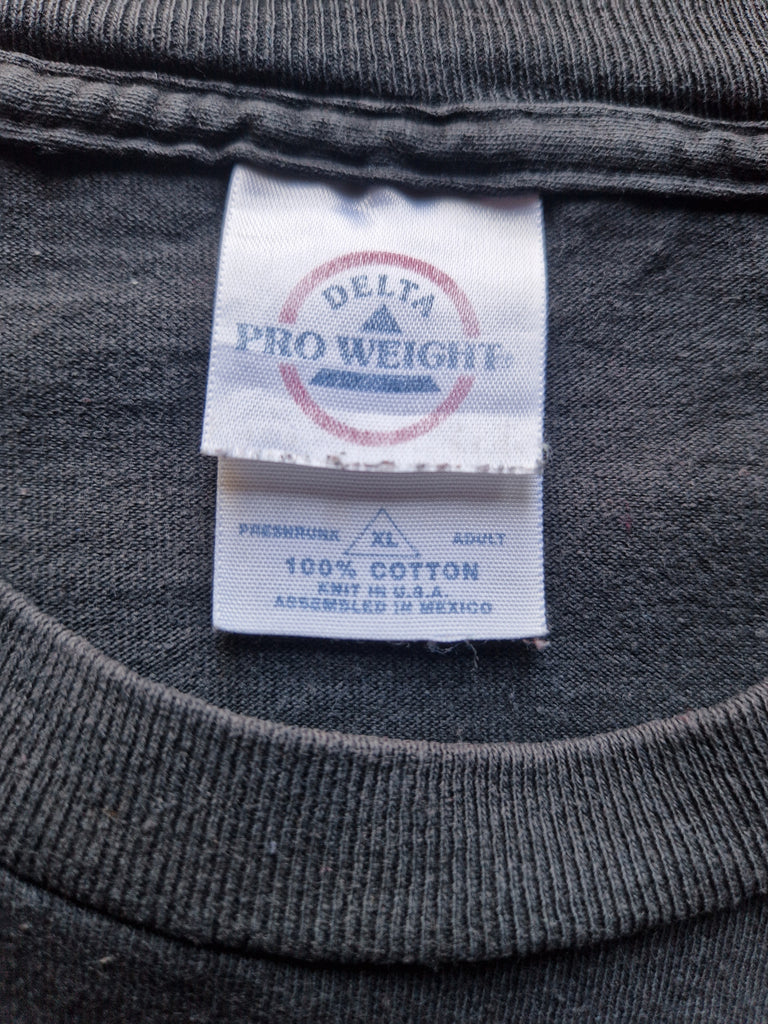 DELTA
PRO WEIGHT®
PRESHRUNK XL ADULT
100% COTTON
KNIT IN U.S.A.
ASSEMBLED IN MEXICO